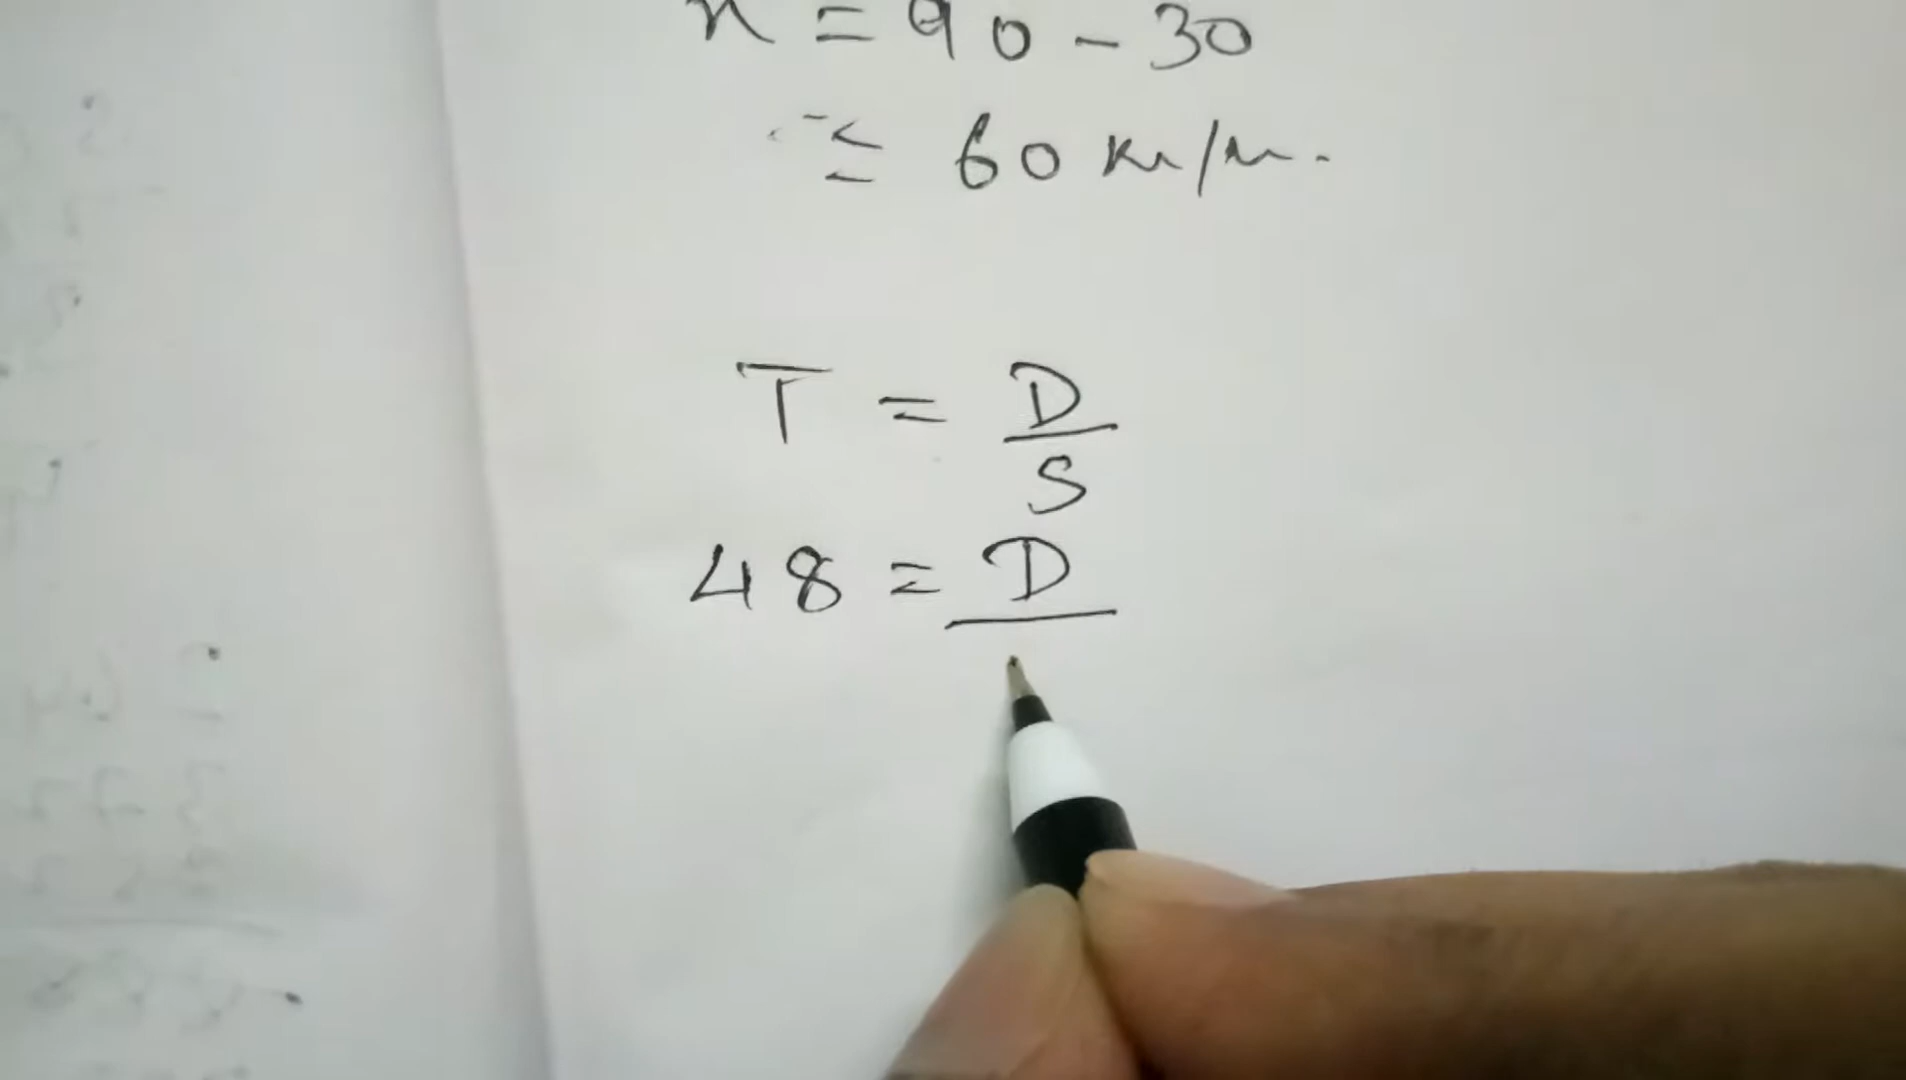 x = 90 - 30
= 60 km/hr.
T = D
S
48 = D